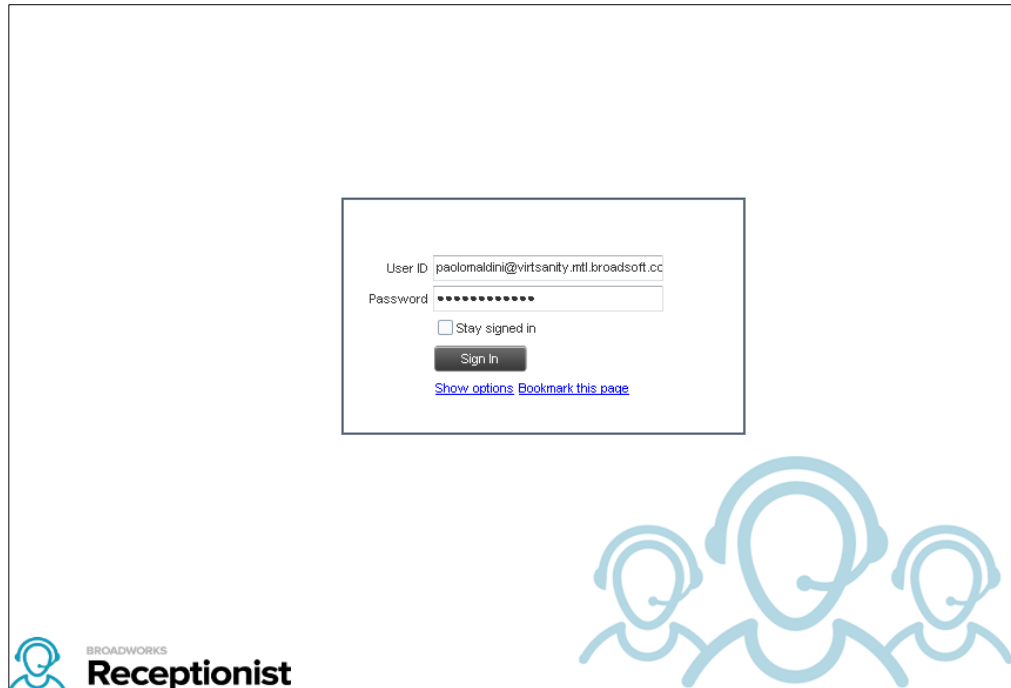 User ID paolomaldini@virtsanity.mtl.broadsoft.cc
Password ••••••••••••
Stay signed in
Sign In
Show options Bookmark this page
BROADWORKS
Receptionist